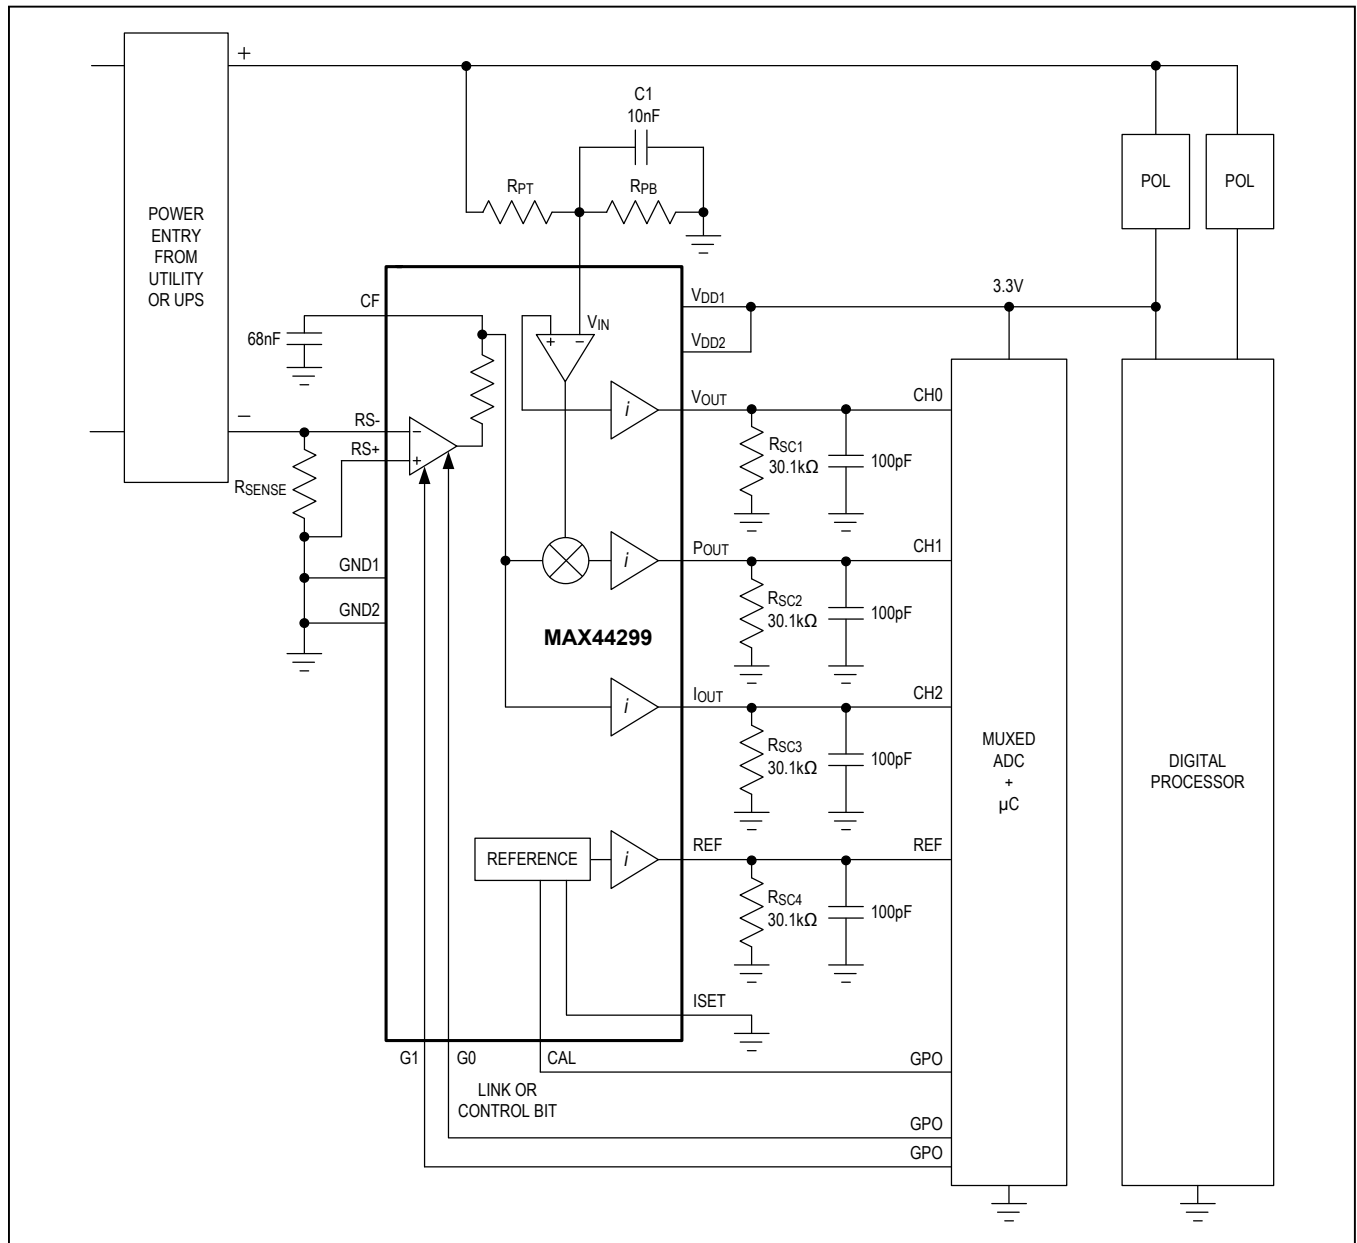 +
C1
10nF
RPT
RPB
POL
POL
POWER
ENTRY
FROM
UTILITY
OR UPS
CF
68nF
VIN
+ −
VDD1
3.3V
VDD2
i
VOUT
CH0
RSC1
30.1kΩ
100pF
−
RS-
RS+
−
+
RSENSE
GND1
GND2
i
POUT
CH1
RSC2
30.1kΩ
100pF
MAX44299
i
IOUT
CH2
RSC3
30.1kΩ
100pF
MUXED
ADC
+
µC
DIGITAL
PROCESSOR
REFERENCE
i
REF
REF
RSC4
30.1kΩ
100pF
ISET
G1
G0
CAL
GPO
LINK OR
CONTROL BIT
GPO
GPO